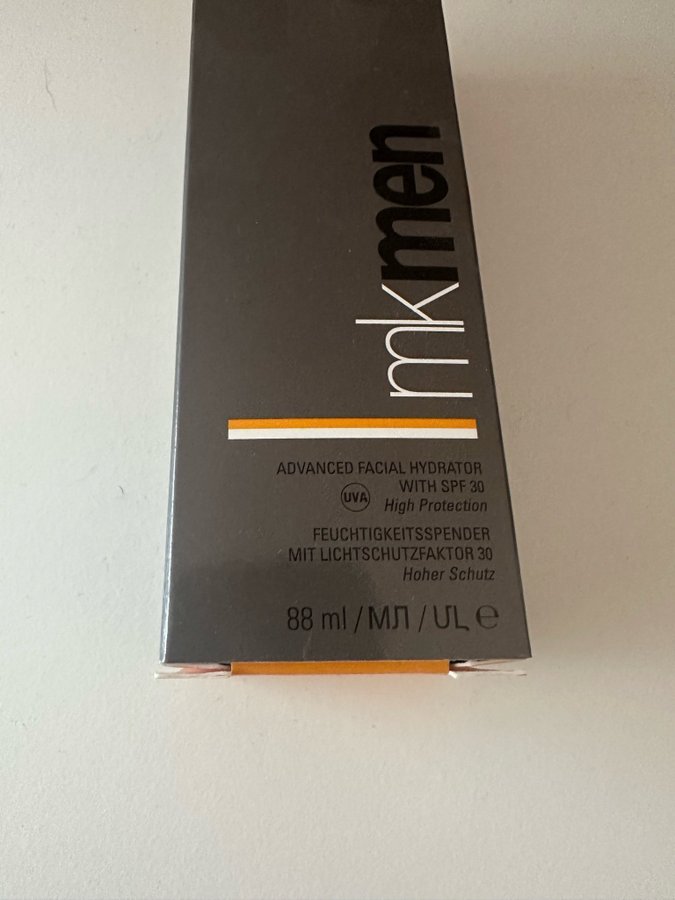 mkmen
ADVANCED FACIAL HYDRATOR
WITH SPF 30
UVA High Protection
FEUCHTIGKEITSSPENDER
MIT LICHTSCHUTZFAKTOR 30
Hoher Schutz
88 ml / МЛ / ՄԼ ℮